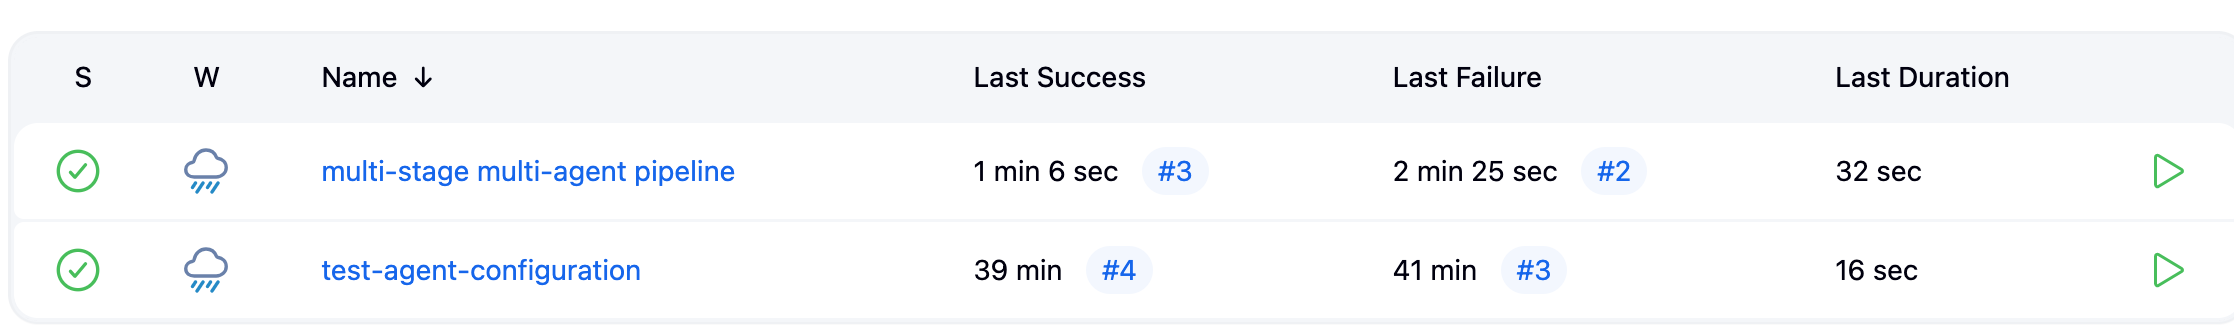 S W Name ↓ Last Success Last Failure Last Duration
multi-stage multi-agent pipeline 1 min 6 sec #3 2 min 25 sec #2 32 sec
test-agent-configuration 39 min #4 41 min #3 16 sec